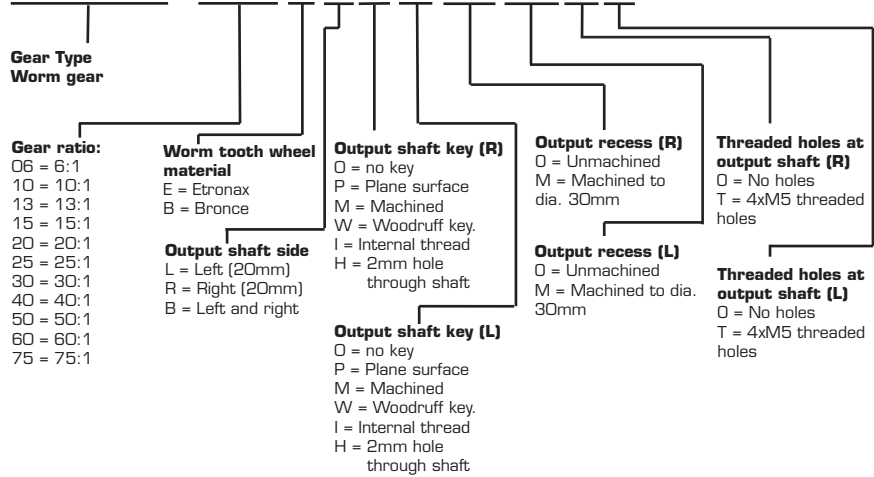 Gear Type
Worm gear
Gear ratio:
06 = 6:1
10 = 10:1
13 = 13:1
15 = 15:1
20 = 20:1
25 = 25:1
30 = 30:1
40 = 40:1
50 = 50:1
60 = 60:1
75 = 75:1
Worm tooth wheel
material
E = Etronax
B = Bronce
Output shaft side
L = Left (20mm)
R = Right (20mm)
B = Left and right
Output shaft key (R)
0 = no key
P = Plane surface
M = Machined
W = Woodruff key.
I = Internal thread
H = 2mm hole
through shaft
Output shaft key (L)
0 = no key
P = Plane surface
M = Machined
W = Woodruff key.
I = Internal thread
H = 2mm hole
through shaft
Output recess (R)
0 = Unmachined
M = Machined to
dia. 30mm
Output recess (L)
0 = Unmachined
M = Machined to dia.
30mm
Threaded holes at
output shaft (R)
0 = No holes
T = 4xM5 threaded
holes
Threaded holes at
output shaft (L)
0 = No holes
T = 4xM5 threaded
holes